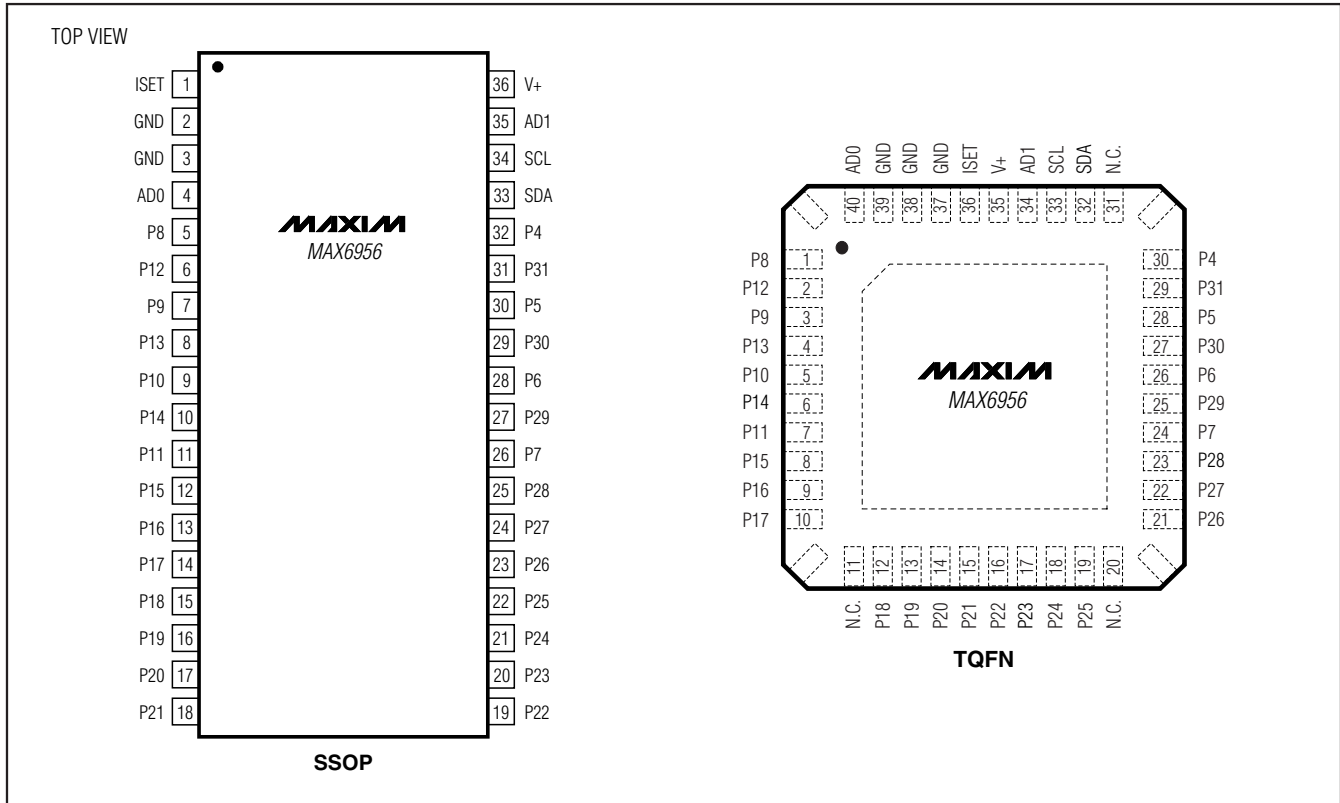 TOP VIEW
ISET 1
GND 2
GND 3
AD0 4
P8 5
P12 6
P9 7
P13 8
P10 9
P14 10
P11 11
P15 12
P16 13
P17 14
P18 15
P19 16
P20 17
P21 18
MAXIM
MAX6956
36 V+
35 AD1
34 SCL
33 SDA
32 P4
31 P31
30 P5
29 P30
28 P6
27 P29
26 P7
25 P28
24 P27
23 P26
22 P25
21 P24
20 P23
19 P22
SSOP
AD0 GND GND GND ISET V+ AD1 SCL SDA N.C.
40 39 38 37 36 35 34 33 32 31
P8 1
P12 2
P9 3
P13 4
P10 5
P14 6
P11 7
P15 8
P16 9
P17 10
MAXIM
MAX6956
30 P4
29 P31
28 P5
27 P30
26 P6
25 P29
24 P7
23 P28
22 P27
21 P26
11 12 13 14 15 16 17 18 19 20
N.C. P18 P19 P20 P21 P22 P23 P24 P25 N.C.
TQFN